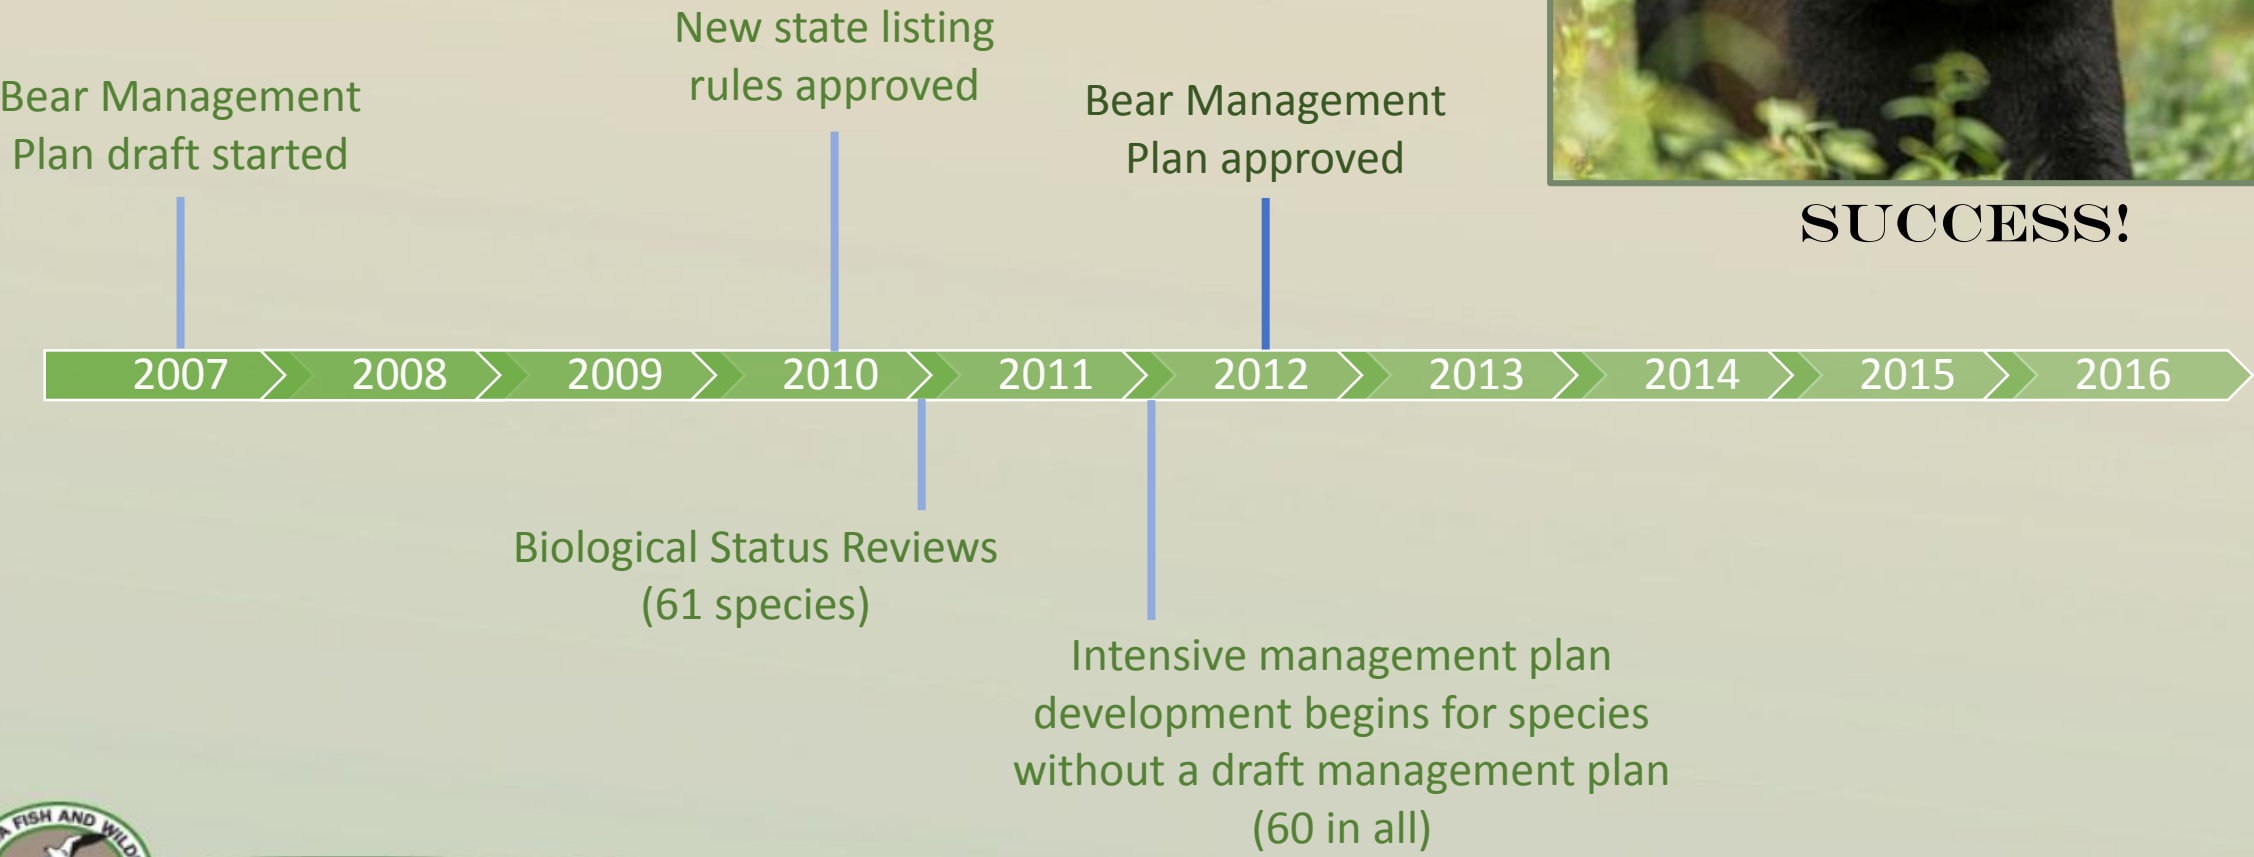 New state listing
rules approved
Bear Management
Plan draft started
Bear Management
Plan approved
SUCCESS!
2007 2008 2009 2010 2011 2012 2013 2014 2015 2016
Biological Status Reviews
(61 species)
Intensive management plan
development begins for species
without a draft management plan
(60 in all)
FISH AND